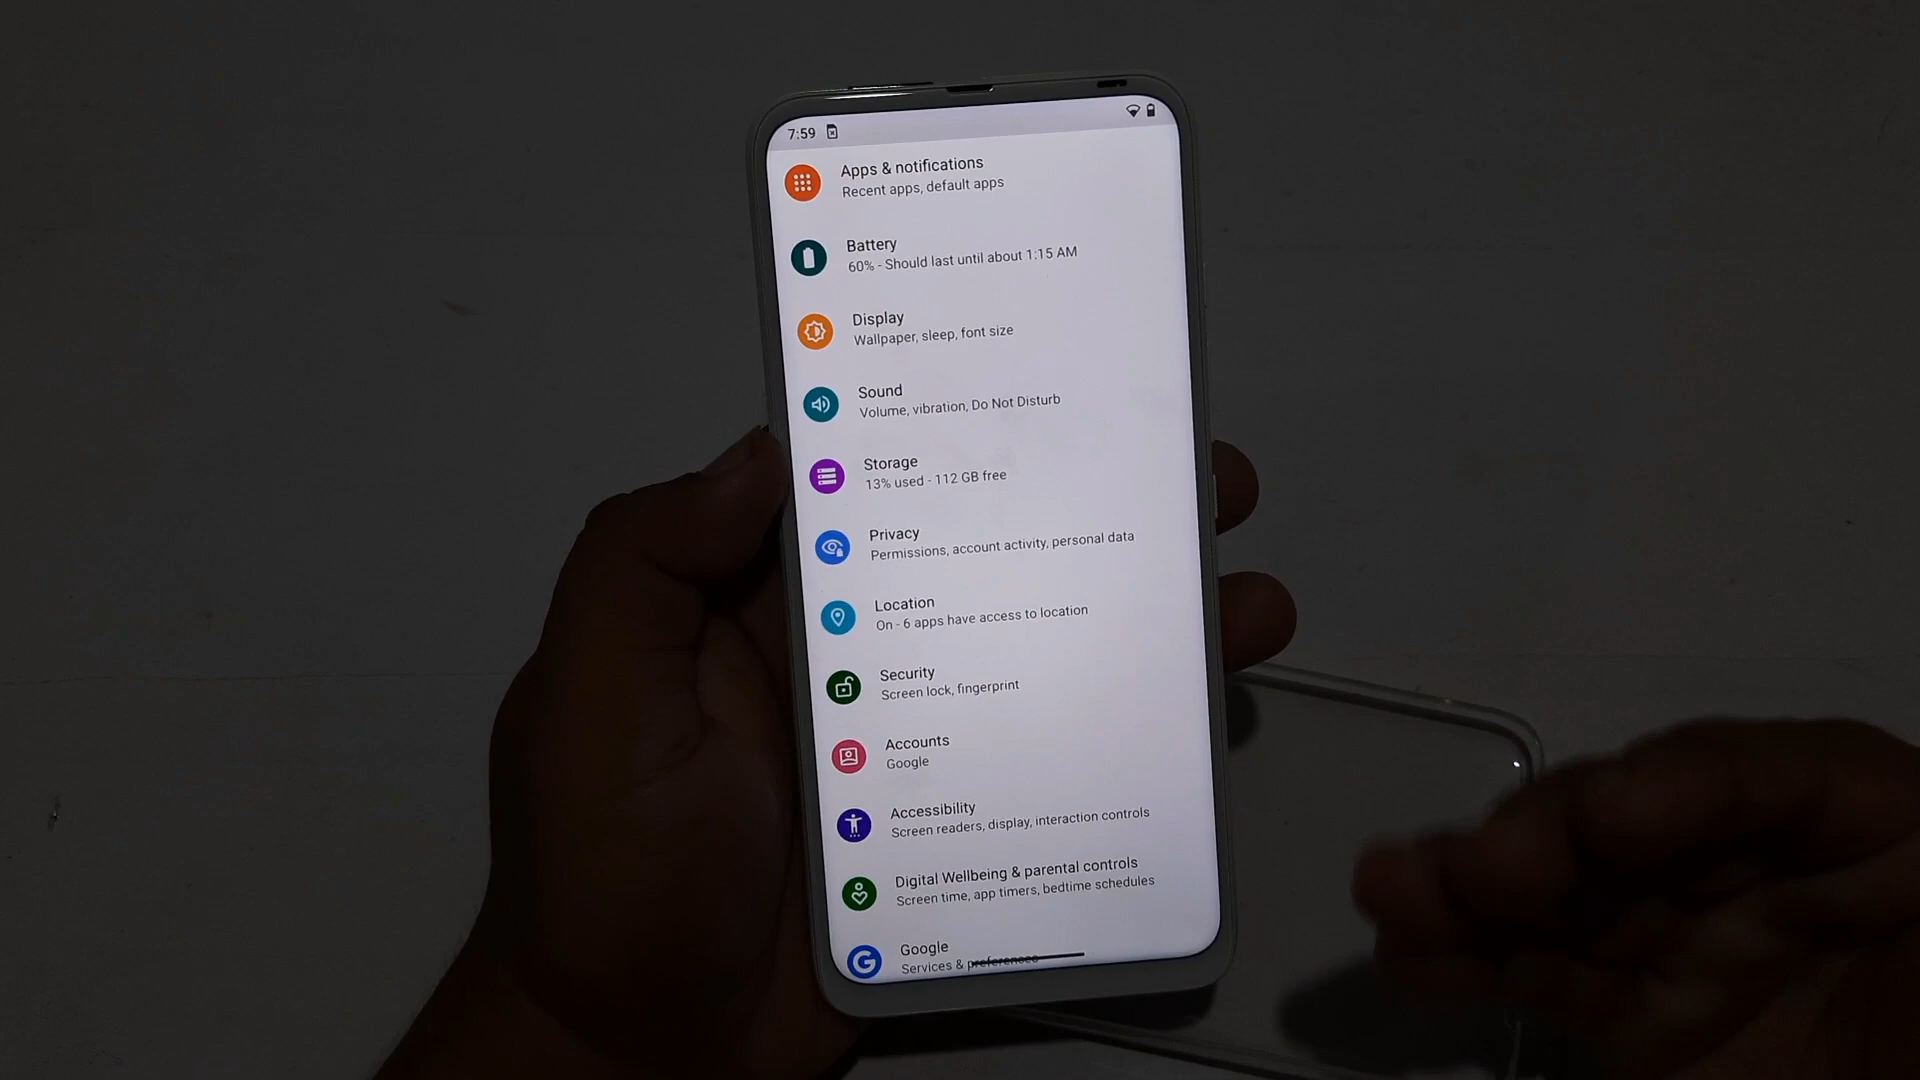 7:59
Apps & notifications
Recent apps, default apps
Battery
60% - Should last until about 1:15 AM
Display
Wallpaper, sleep, font size
Sound
Volume, vibration, Do Not Disturb
Storage
13% used - 112 GB free
Privacy
Permissions, account activity, personal data
Location
On - 6 apps have access to location
Security
Screen lock, fingerprint
Accounts
Google
Accessibility
Screen readers, display, interaction controls
Digital Wellbeing & parental controls
Screen time, app timers, bedtime schedules
Google
Services & preferences